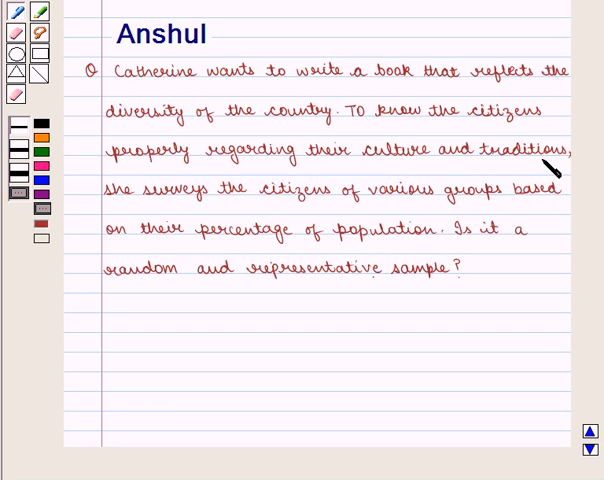 Anshul
Q Catherine wants to write a book that reflects the
diversity of the country. To know the citizens
properly regarding their culture and traditions,
she surveys the citizens of various groups based
on their percentage of population. Is it a
random and representative sample?